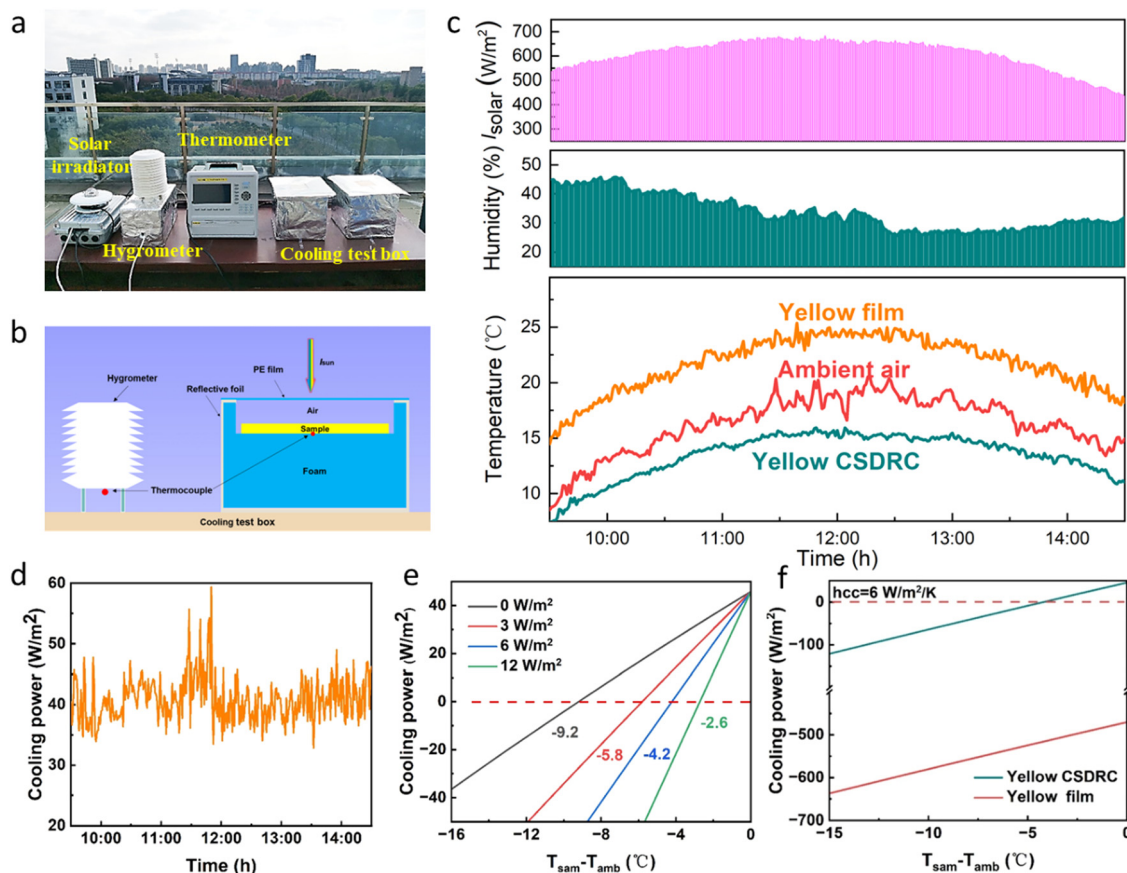 a
Solar
irradiator
Thermometer
Hygrometer
Cooling test box
b
Hygrometer
Reflective foil
PE film
Isun
Air
Sample
Foam
Thermocouple
Cooling test box
c
Isolar (W/m²)
700
600
500
400
300
Humidity (%)
50
40
30
20
Temperature (℃)
25
20
15
10
Yellow film
Ambient air
Yellow CSDRC
10:00 11:00 12:00 13:00 14:00
Time (h)
d
Cooling power (W/m²)
60
50
40
30
20
10:00 11:00 12:00 13:00 14:00
Time (h)
e
Cooling power (W/m²)
40
20
0
−20
−40
0 W/m²
3 W/m²
6 W/m²
12 W/m²
-9.2
-5.8
-4.2
-2.6
−16 −12 −8 −4 0
Tsam-Tamb (℃)
f
Cooling power (W/m²)
hcc=6 W/m²/K
0
−100
−500
−600
−700
Yellow CSDRC
Yellow film
−15 −10 −5 0
Tsam-Tamb (℃)